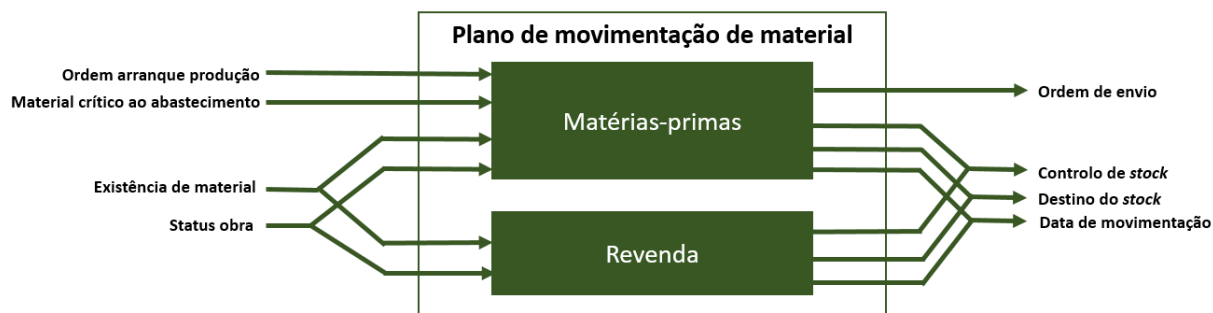 Plano de movimentação de material
Ordem arranque produção
Material crítico ao abastecimento
Existência de material
Status obra
Matérias-primas
Revenda
Ordem de envio
Controlo de stock
Destino do stock
Data de movimentação